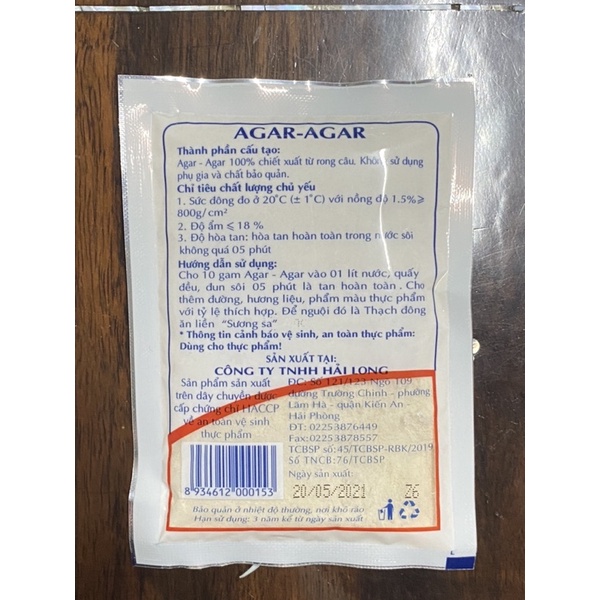 AGAR-AGAR
Thành phần cấu tạo:
Agar - Agar 100% chiết xuất từ rong câu. Không sử dụng
phụ gia và chất bảo quản.
Chỉ tiêu chất lượng chủ yếu
1. Sức đông đo ở 20°C (± 1°C) với nồng độ 1.5%⩾
800g/cm²
2. Độ ẩm ⩽ 18 %
3. Độ hòa tan: hòa tan hoàn toàn trong nước sôi
không quá 05 phút
Hướng dẫn sử dụng:
Cho 10 gam Agar - Agar vào 01 lít nước, quấy
đều, đun sôi 05 phút là tan hoàn toàn. Cho
thêm đường, hương liệu, phẩm màu thực phẩm
với tỷ lệ thích hợp. Để nguội đó là Thạch đông
ăn liền "Sương sa"
* Thông tin cảnh báo vệ sinh, an toàn thực phẩm:
Dùng cho thực phẩm!
SẢN XUẤT TẠI:
CÔNG TY TNHH HẢI LONG
Sản phẩm sản xuất
trên dây chuyền được
cấp chứng chỉ HACCP
về an toàn vệ sinh
thực phẩm
ĐC: Số 121/123 Ngõ 109
đường Trường Chinh - phường
Lãm Hà - quận Kiến An -
Hải Phòng
ĐT: 02253876449
Fax:02253878557
TCBSP số:45/TCBSP-RBK/2019
Số TNCB:76/TCBSP
Ngày sản xuất:
20/05/2021 Z6
8 934612 000153
Bảo quản ở nhiệt độ thường, nơi khô ráo
Hạn sử dụng: 3 năm kể từ ngày sản xuất